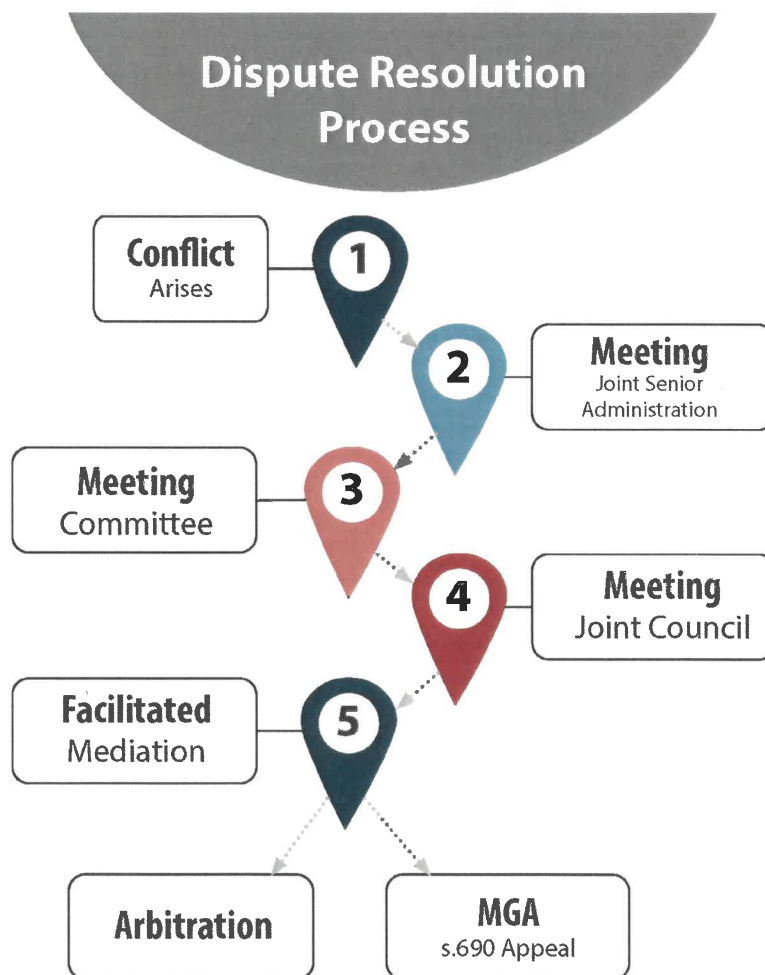 Dispute Resolution
Process
1
Conflict
Arises
2
Meeting
Joint Senior
Administration
3
Meeting
Committee
4
Meeting
Joint Council
5
Facilitated
Mediation
Arbitration
MGA
s.690 Appeal